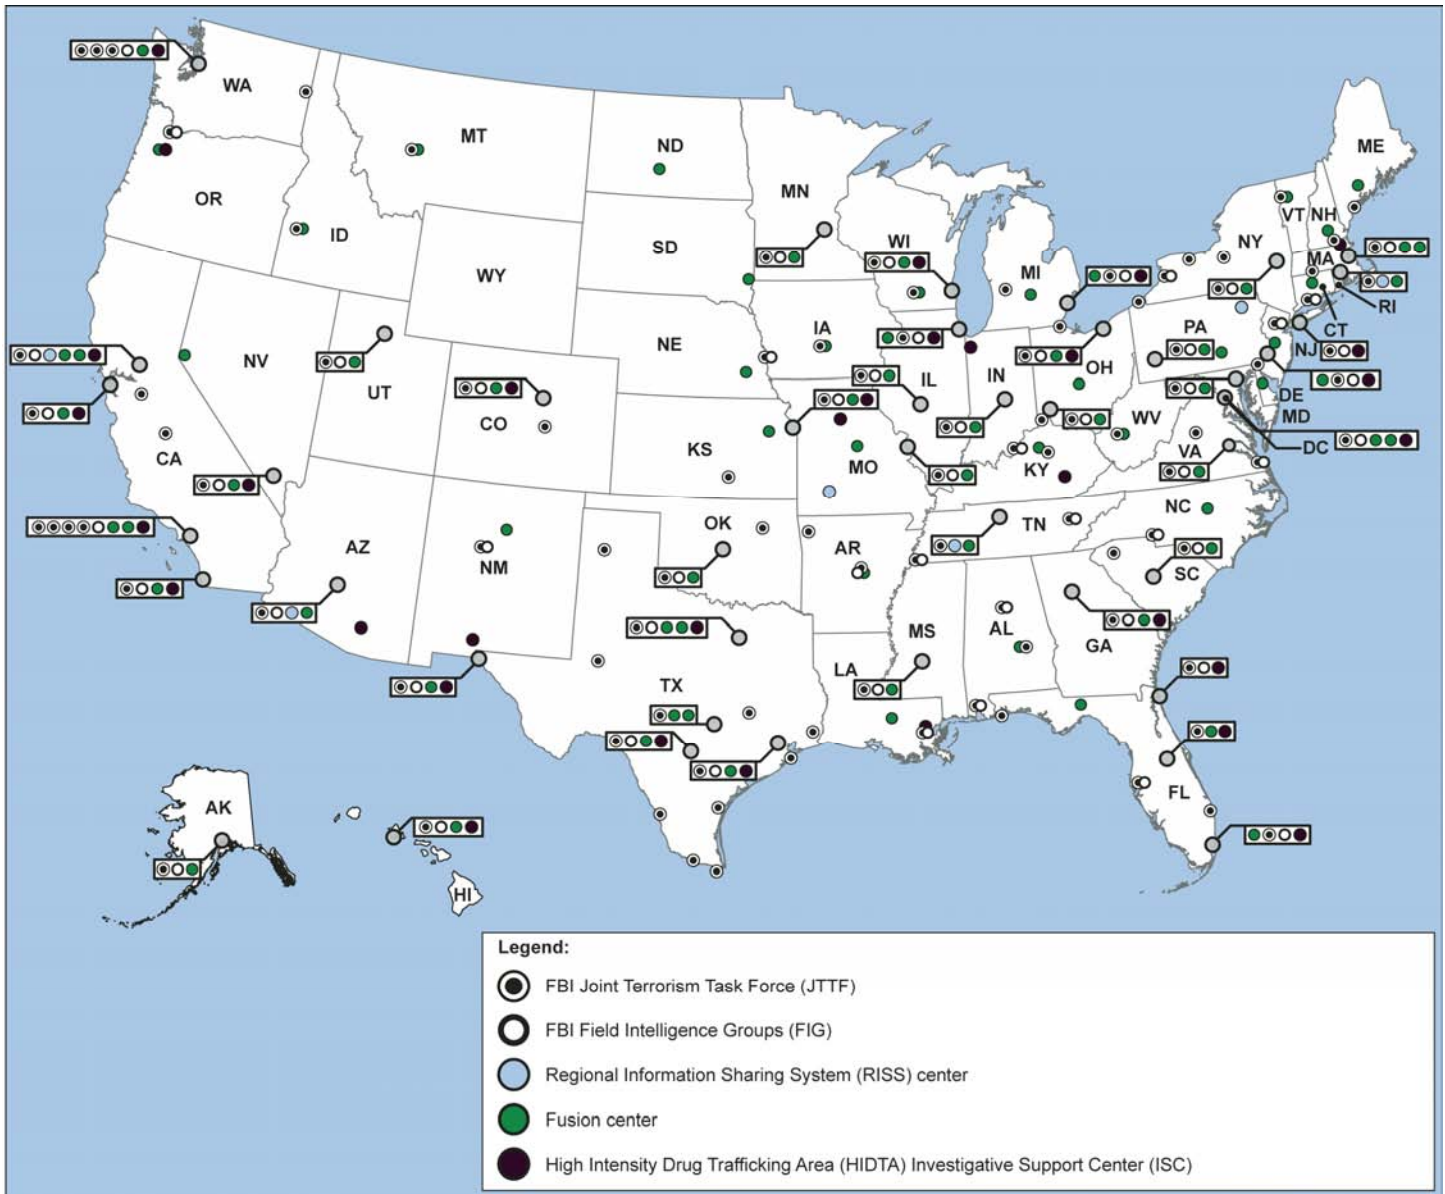 WA
MT
ND
ME
MN
OR
VT
NH
ID
WI
NY
SD
MI
MA
WY
RI
IA
PA
CT
NE
NV
NJ
OH
UT
IL
IN
DE
CO
MD
WV
DC
KS
VA
CA
MO
KY
NC
OK
TN
AZ
AR
NM
SC
MS
AL
GA
LA
TX
FL
AK
HI
Legend:
FBI Joint Terrorism Task Force (JTTF)
FBI Field Intelligence Groups (FIG)
Regional Information Sharing System (RISS) center
Fusion center
High Intensity Drug Trafficking Area (HIDTA) Investigative Support Center (ISC)